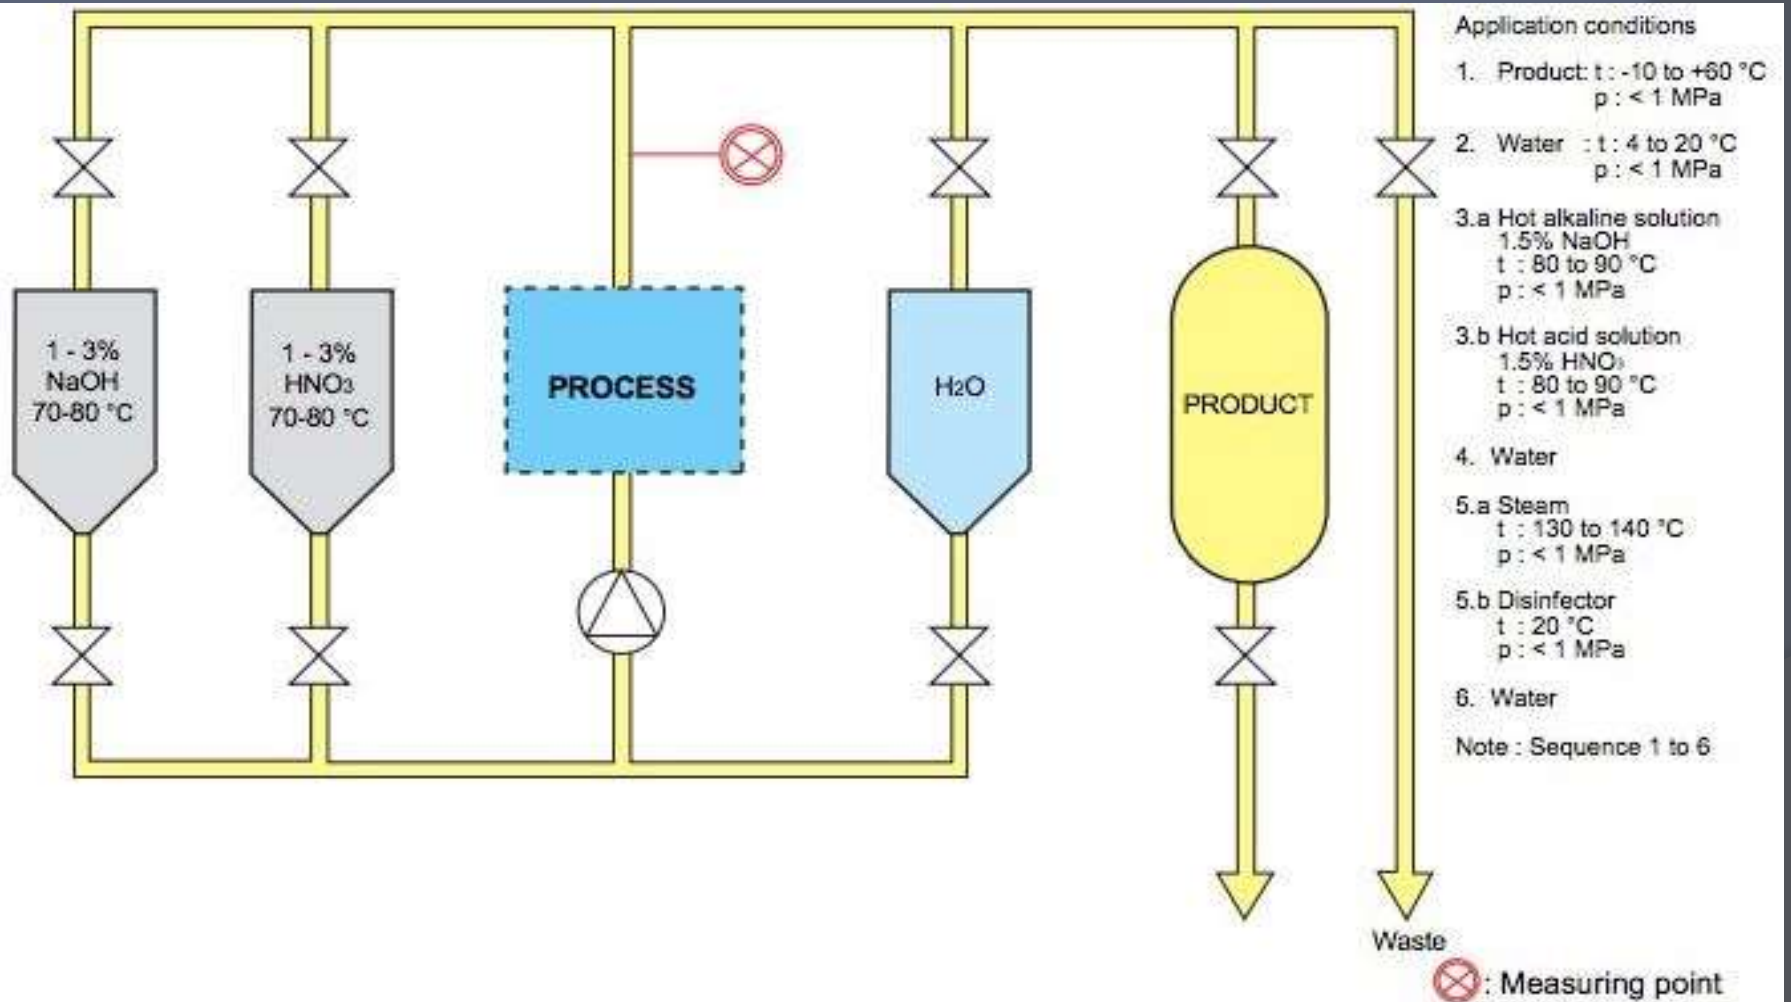 1 - 3%
NaOH
70-80 °C
1 - 3%
HNO3
70-80 °C
PROCESS
H2O
PRODUCT
Waste
Application conditions
1. Product: t : -10 to +60 °C
p : < 1 MPa
2. Water : t : 4 to 20 °C
p : < 1 MPa
3.a Hot alkaline solution
1.5% NaOH
t : 80 to 90 °C
p : < 1 MPa
3.b Hot acid solution
1.5% HNO3
t : 80 to 90 °C
p : < 1 MPa
4. Water
5.a Steam
t : 130 to 140 °C
p : < 1 MPa
5.b Disinfector
t : 20 °C
p : < 1 MPa
6. Water
Note : Sequence 1 to 6
: Measuring point